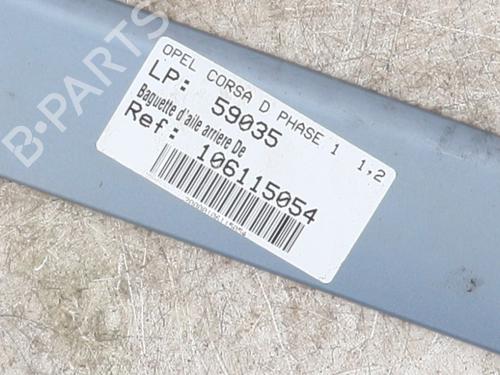 OPEL CORSA D PHASE 1 1,2
LP: 59035
Baguette d'aile arriere De
Ref: 106115054
B-PARTS